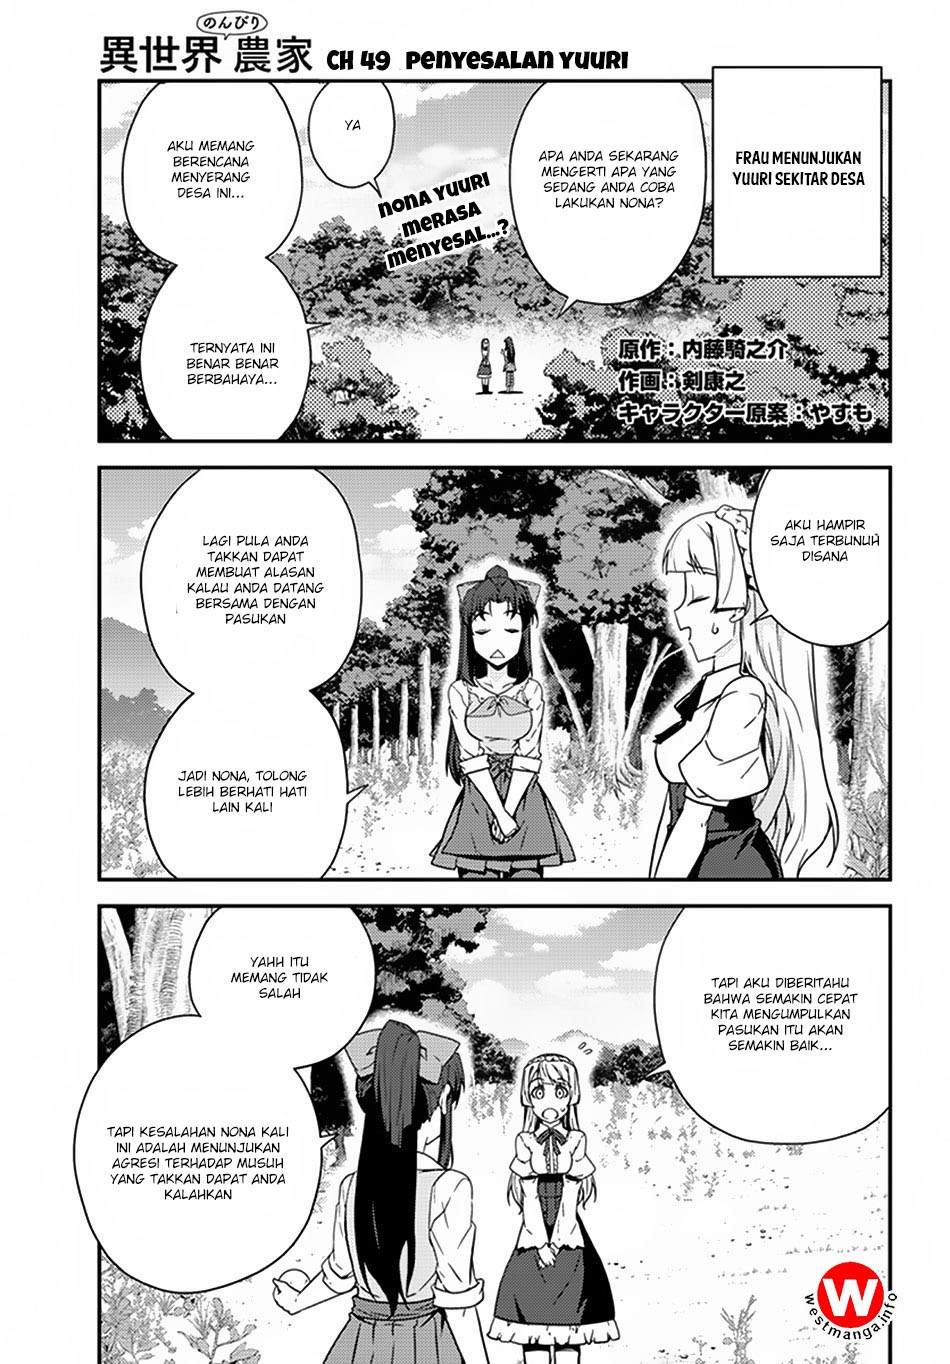 異世界のんびり農家 CH 49 PENYESALAN YUURI
FRAU MENUNJUKAN
YUURI SEKITAR DESA
APA ANDA SEKARANG
MENGERTI APA YANG
SEDANG ANDA COBA
LAKUKAN NONA?
NONA YUURI
MERASA
MENYESAL...?
YA
AKU MEMANG
BERENCANA
MENYERANG
DESA INI...
TERNYATA INI
BENAR BENAR
BERBAHAYA...
原作：内藤騎之介
作画：剣康之
キャラクター原案：やすも
AKU HAMPIR
SAJA TERBUNUH
DISANA
LAGI PULA ANDA
TAKKAN DAPAT
MEMBUAT ALASAN
KALAU ANDA DATANG
BERSAMA DENGAN
PASUKAN
JADI NONA, TOLONG
LEBIH BERHATI HATI
LAIN KALI
TAPI AKU DIBERITAHU
BAHWA SEMAKIN CEPAT
KITA MENGUMPULKAN
PASUKAN ITU AKAN
SEMAKIN BAIK...
YAHH ITU
MEMANG TIDAK
SALAH
TAPI KESALAHAN NONA KALI
INI ADALAH MENUNJUKAN
AGRESI TERHADAP MUSUH
YANG TAKKAN DAPAT ANDA
KALAHKAN
W
westmanga.info